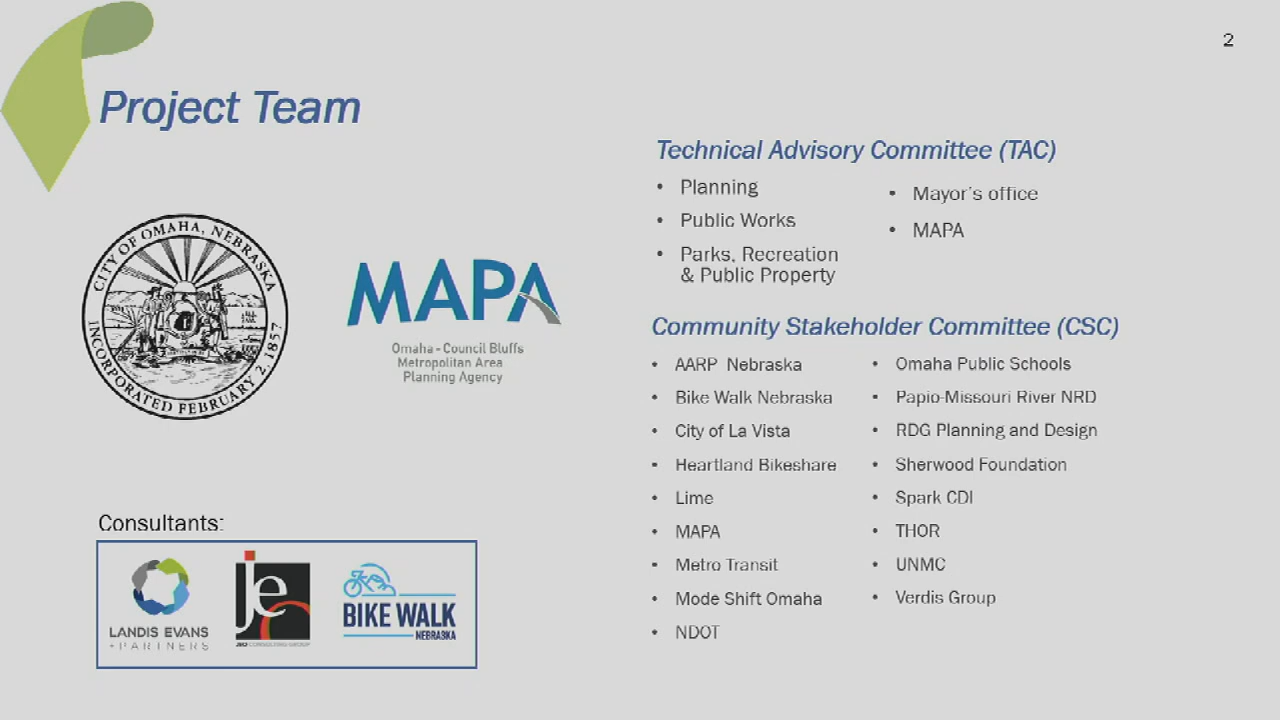 2
Project Team
CITY OF OMAHA, NEBRASKA
INCORPORATED FEBRUARY 2, 1857
MAPA
Omaha - Council Bluffs
Metropolitan Area
Planning Agency
Consultants:
LANDIS EVANS
+PARTNERS
je
JEO CONSULTING GROUP
BIKE WALK
NEBRASKA
Technical Advisory Committee (TAC)
• Planning
• Public Works
• Parks, Recreation
& Public Property
• Mayor's office
• MAPA
Community Stakeholder Committee (CSC)
• AARP  Nebraska
• Bike Walk Nebraska
• City of La Vista
• Heartland Bikeshare
• Lime
• MAPA
• Metro Transit
• Mode Shift Omaha
• NDOT
• Omaha Public Schools
• Papio-Missouri River NRD
• RDG Planning and Design
• Sherwood Foundation
• Spark CDI
• THOR
• UNMC
• Verdis Group